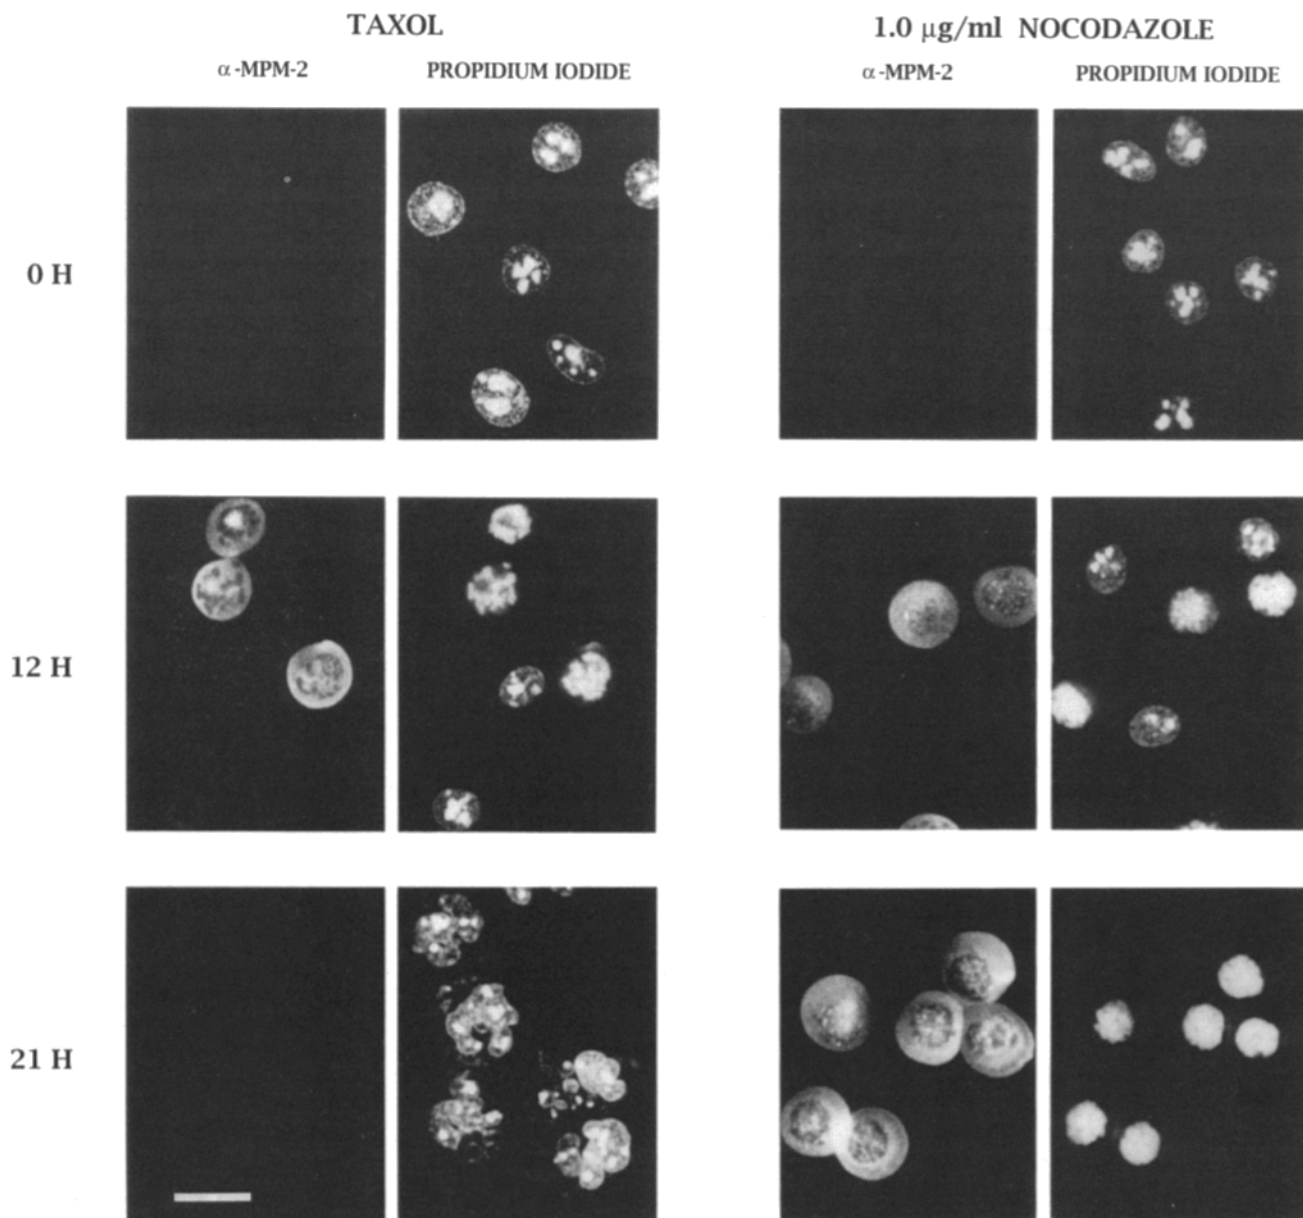 TAXOL
1.0 μg/ml NOCODAZOLE
α-MPM-2
PROPIDIUM IODIDE
α-MPM-2
PROPIDIUM IODIDE
0 H
12 H
21 H